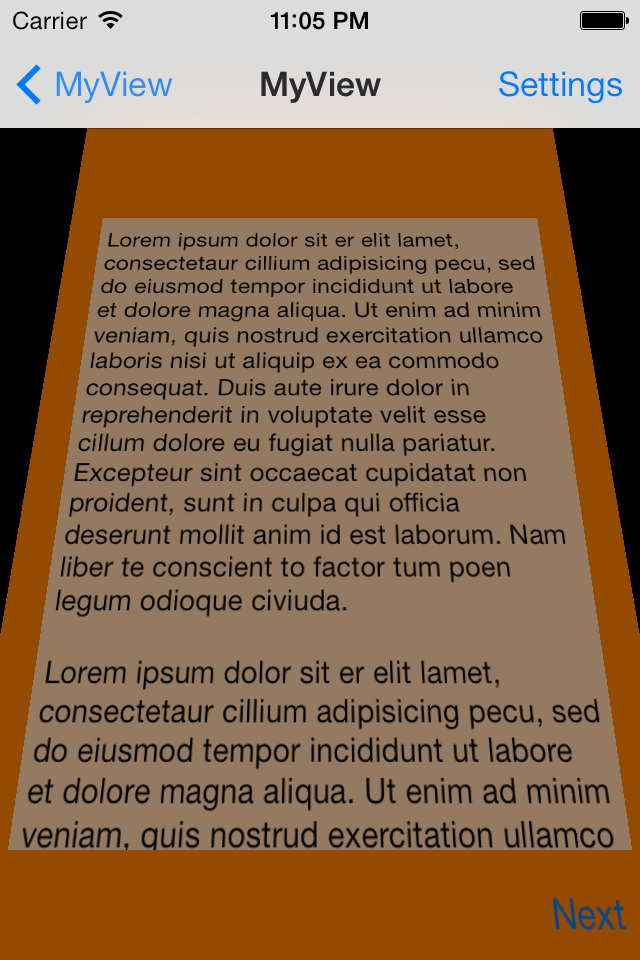 Carrier 11:05 PM
MyView MyView Settings
Lorem ipsum dolor sit er elit lamet,
consectetaur cillium adipisicing pecu, sed
do eiusmod tempor incididunt ut labore
et dolore magna aliqua. Ut enim ad minim
veniam, quis nostrud exercitation ullamco
laboris nisi ut aliquip ex ea commodo
consequat. Duis aute irure dolor in
reprehenderit in voluptate velit esse
cillum dolore eu fugiat nulla pariatur.
Excepteur sint occaecat cupidatat non
proident, sunt in culpa qui officia
deserunt mollit anim id est laborum. Nam
liber te conscient to factor tum poen
legum odioque civiuda.
Lorem ipsum dolor sit er elit lamet,
consectetaur cillium adipisicing pecu, sed
do eiusmod tempor incididunt ut labore
et dolore magna aliqua. Ut enim ad minim
veniam, quis nostrud exercitation ullamco
Next